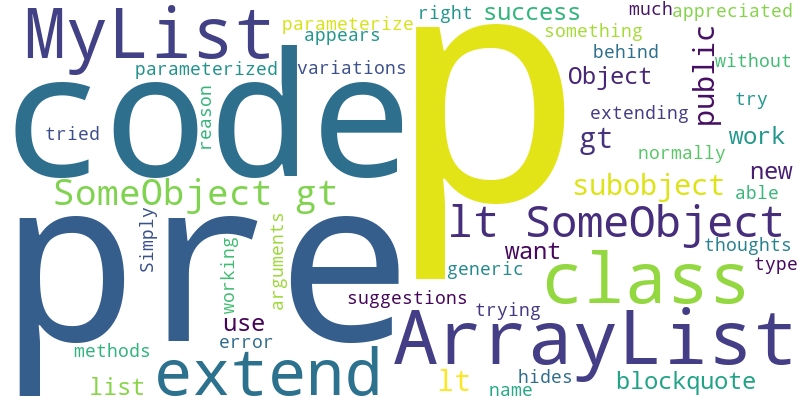 MyList
parameterize
right
success
much
appreciated
appears
something
public
parameterized
variations
behind
without
code
p
Object
reason
extending
try
tried
gt
normally
work
SomeObject gt
subobject
new
able
pre
lt SomeObject
Simply
working
arguments
want
thoughts
generic
class
type
suggestions
use
trying
ArrayList
error
methods
extend
list
lt
hides
name
blockquote